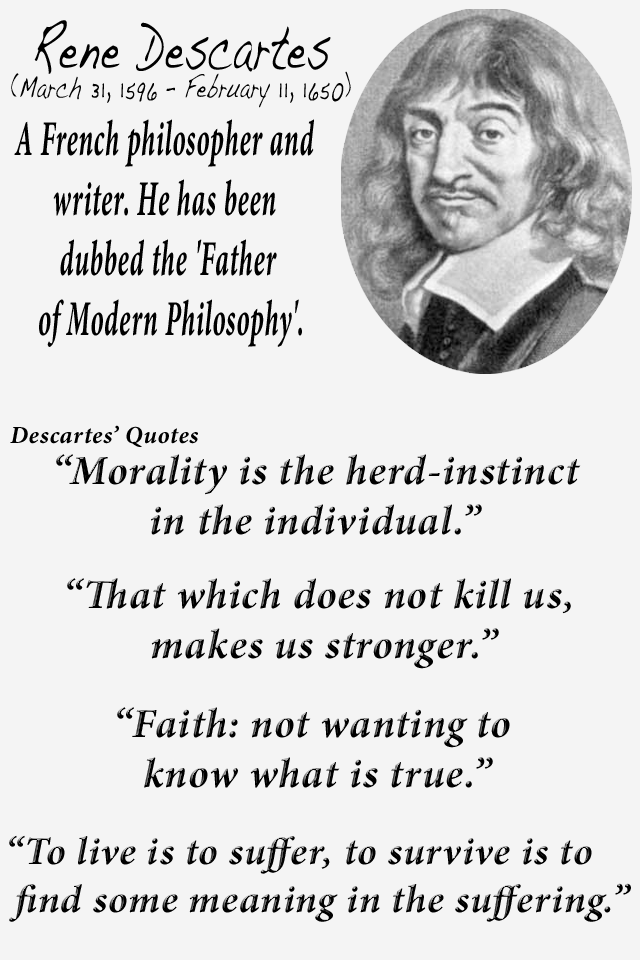 Rene Descartes
(March 31, 1596 - February 11, 1650)
A French philosopher and
writer. He has been
dubbed the 'Father
of Modern Philosophy'.
Descartes’ Quotes
“Morality is the herd-instinct
in the individual.”
“That which does not kill us,
makes us stronger.”
“Faith: not wanting to
know what is true.”
“To live is to suffer, to survive is to
find some meaning in the suffering.”